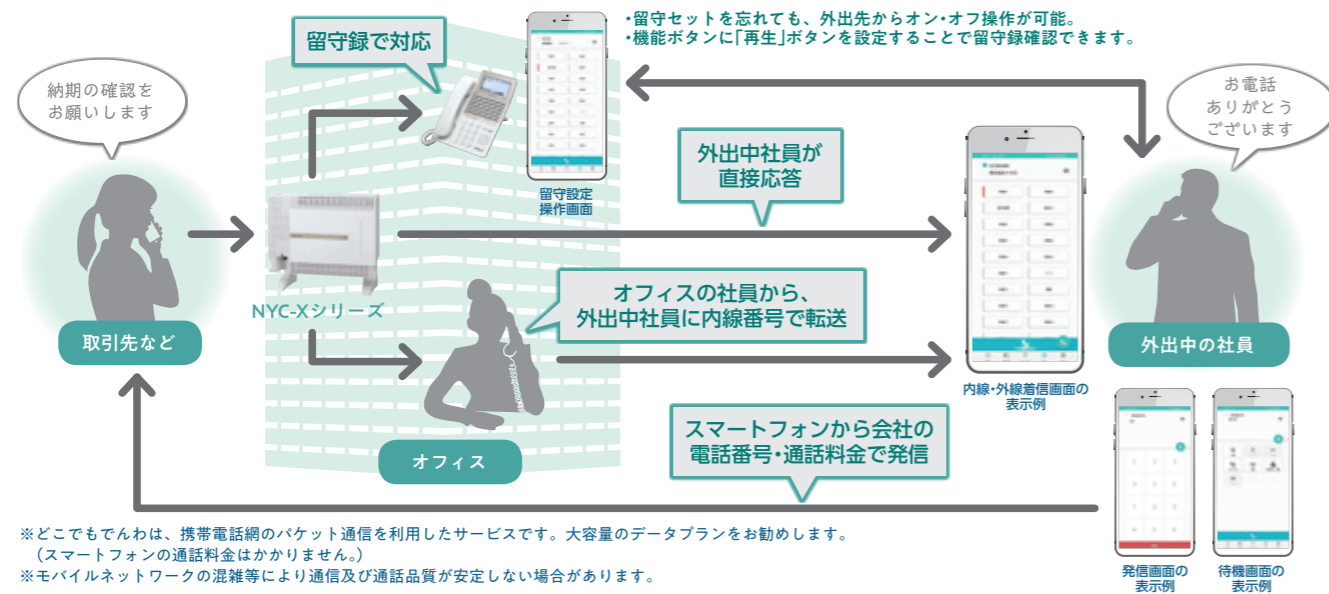 ・留守セットを忘れても、外出先からオン・オフ操作が可能。
・機能ボタンに「再生」ボタンを設定することで留守録確認できます。
留守録で対応
納期の確認を
お願いします
お電話
ありがとう
ございます
外出中社員が
直接応答
留守設定
操作画面
NYC-Xシリーズ
オフィスの社員から、
外出中社員に内線番号で転送
取引先など
外出中の社員
内線・外線着信画面の
表示例
スマートフォンから会社の
電話番号・通話料金で発信
オフィス
※どこでもでんわは、携帯電話網のパケット通信を利用したサービスです。大容量のデータプランをお勧めします。
（スマートフォンの通話料金はかかりません。）
※モバイルネットワークの混雑等により通信及び通話品質が安定しない場合があります。
発信画面の
表示例
待機画面の
表示例